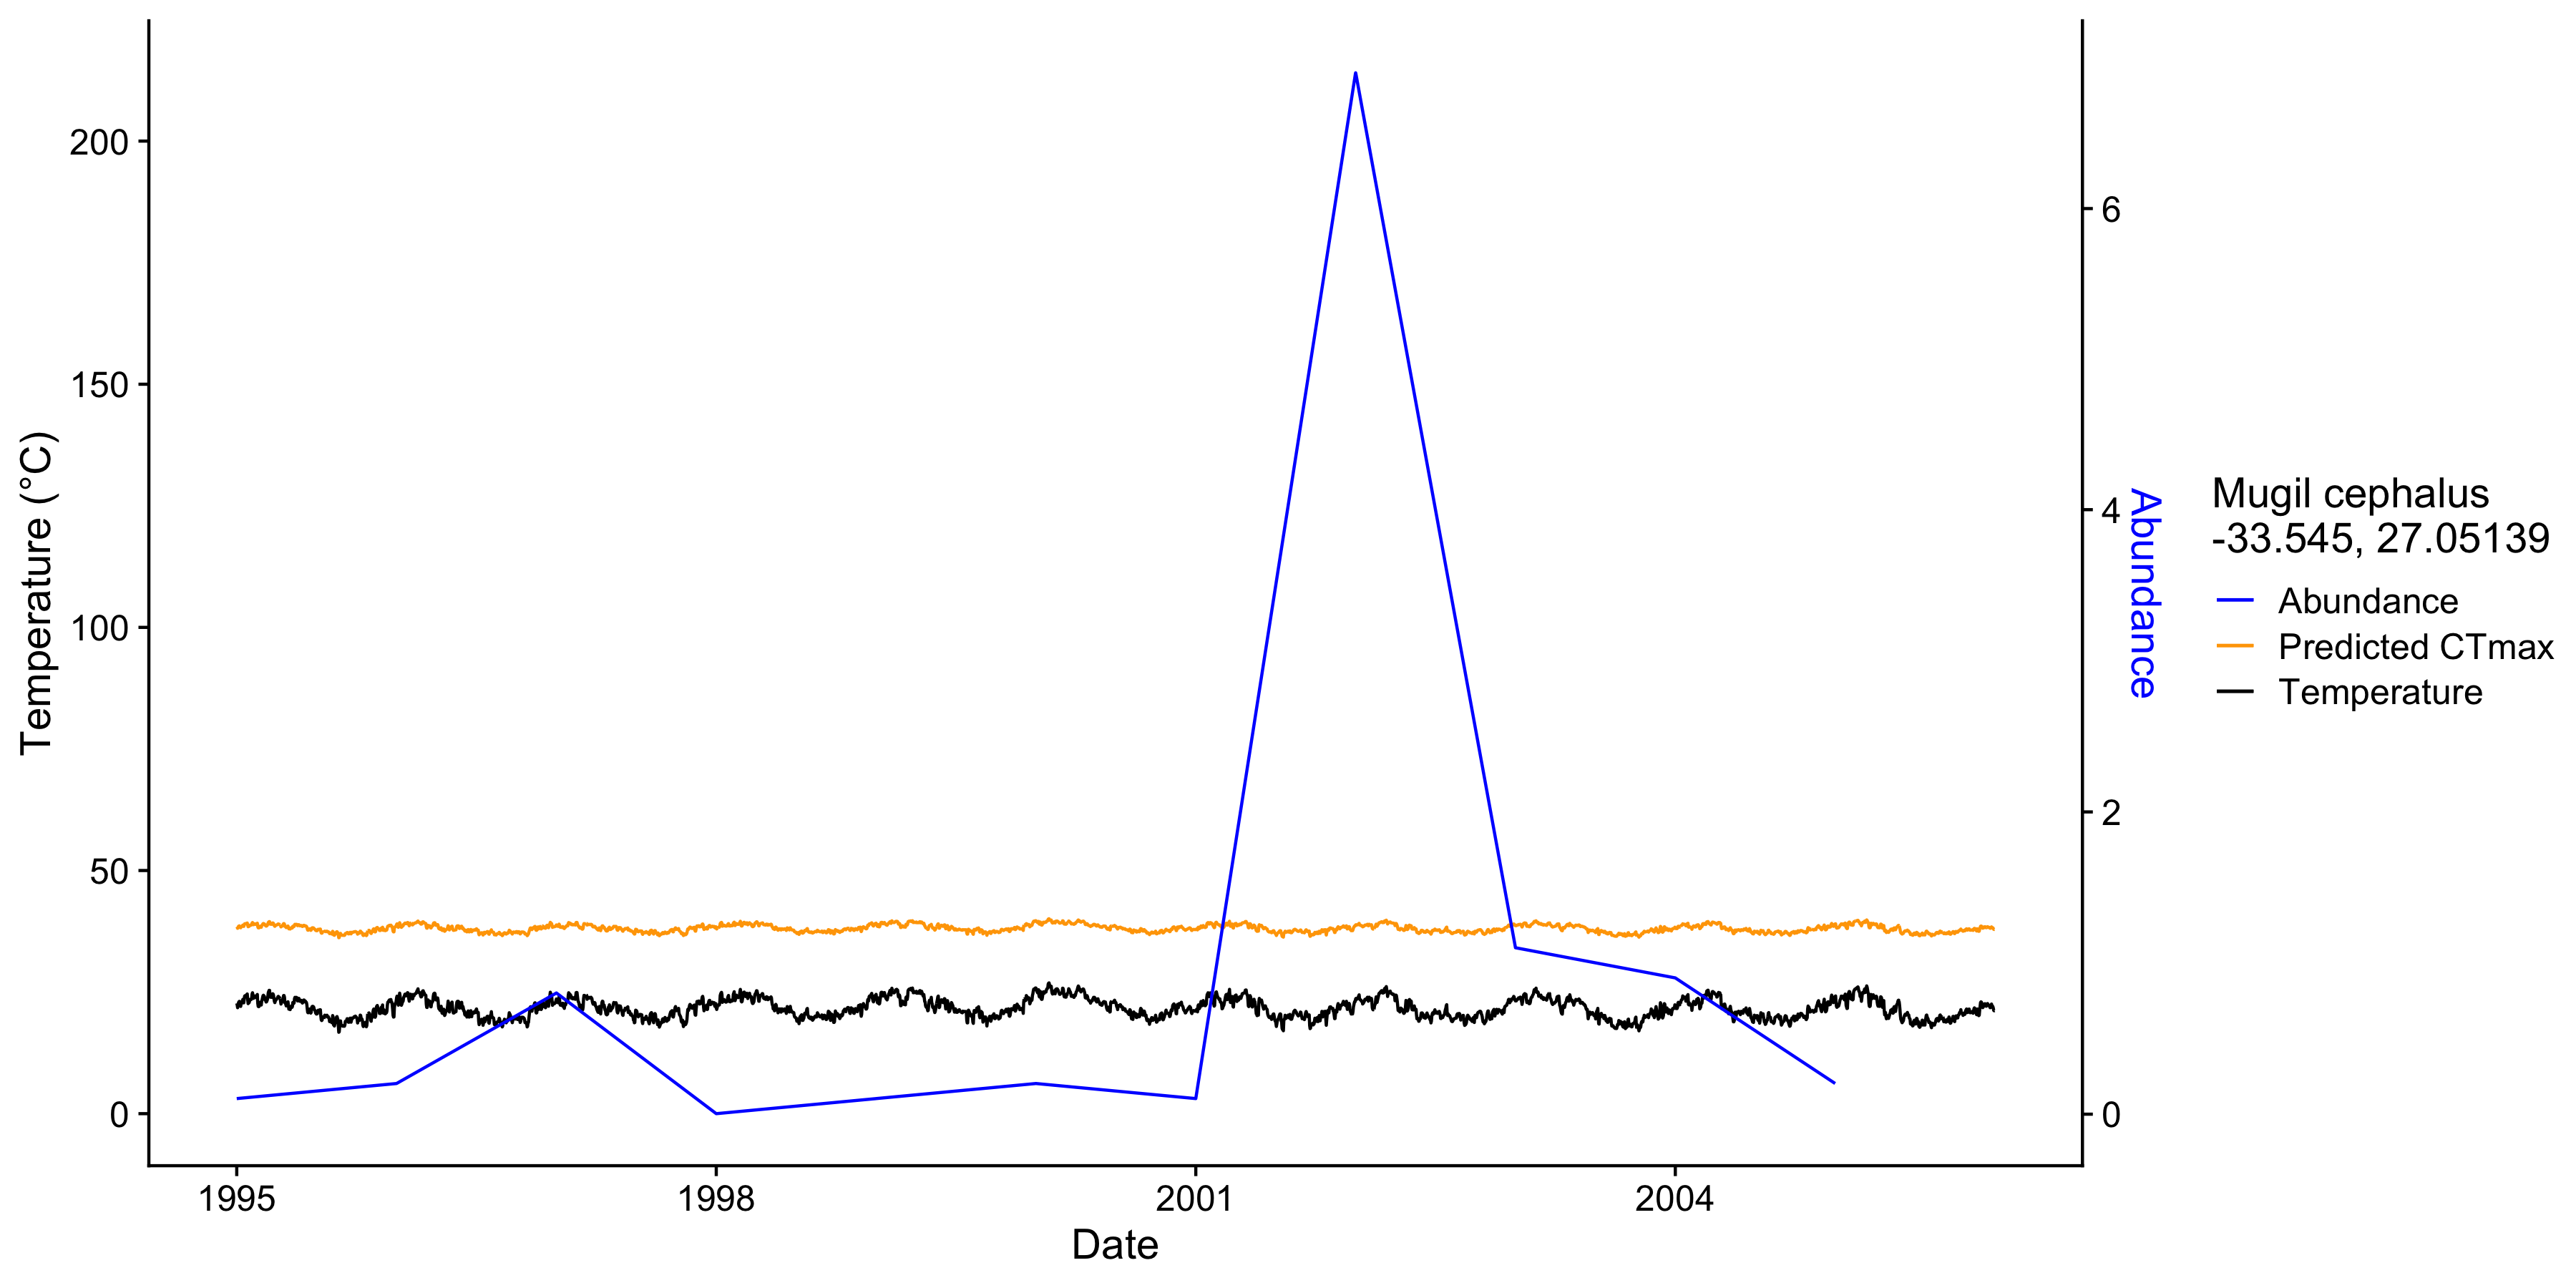 Temperature (°C)
200
150
100
50
0
1995
1998
2001
2004
Date
6
4
2
0
Abundance
Mugil cephalus
-33.545, 27.05139
Abundance
Predicted CTmax
Temperature